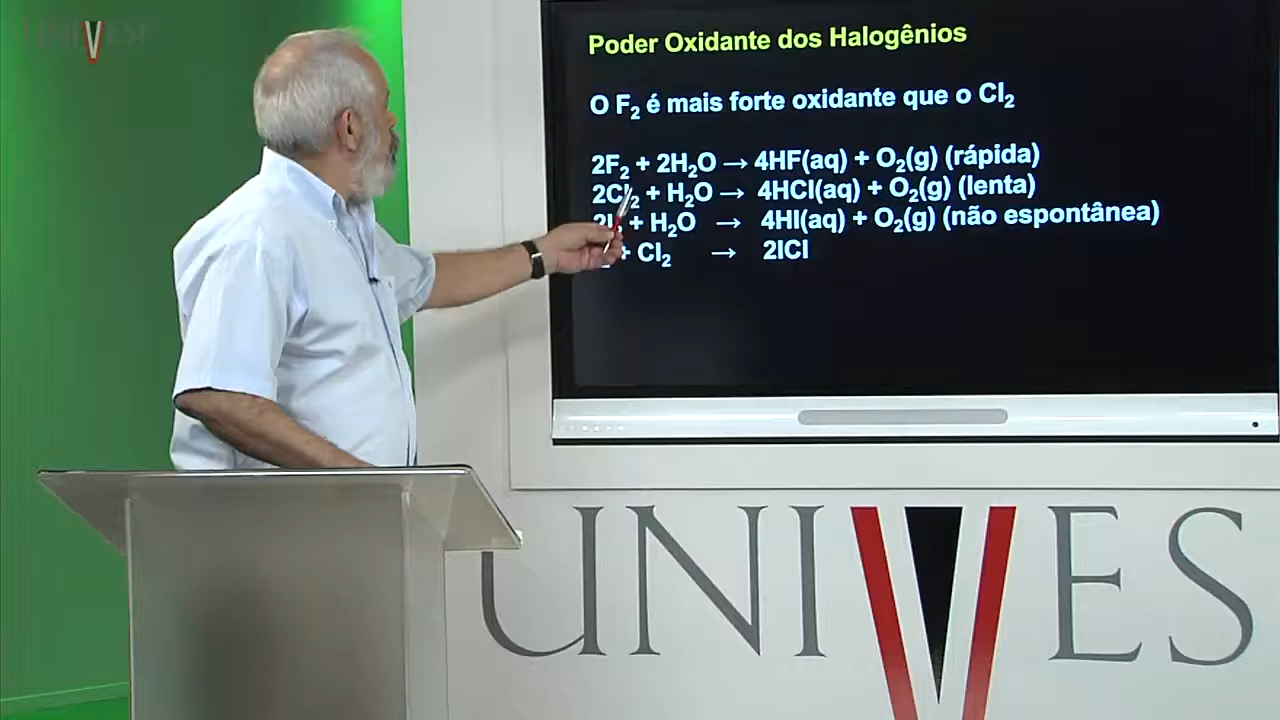 UNIVESP
Poder Oxidante dos Halogênios
O F₂ é mais forte oxidante que o Cl₂
2F₂ + 2H₂O → 4HF(aq) + O₂(g) (rápida)
2Cl₂ + H₂O → 4HCl(aq) + O₂(g) (lenta)
+ H₂O → 4HI(aq) + O₂(g) (não espontânea)
+ Cl₂ → 2ICl
UNIVES